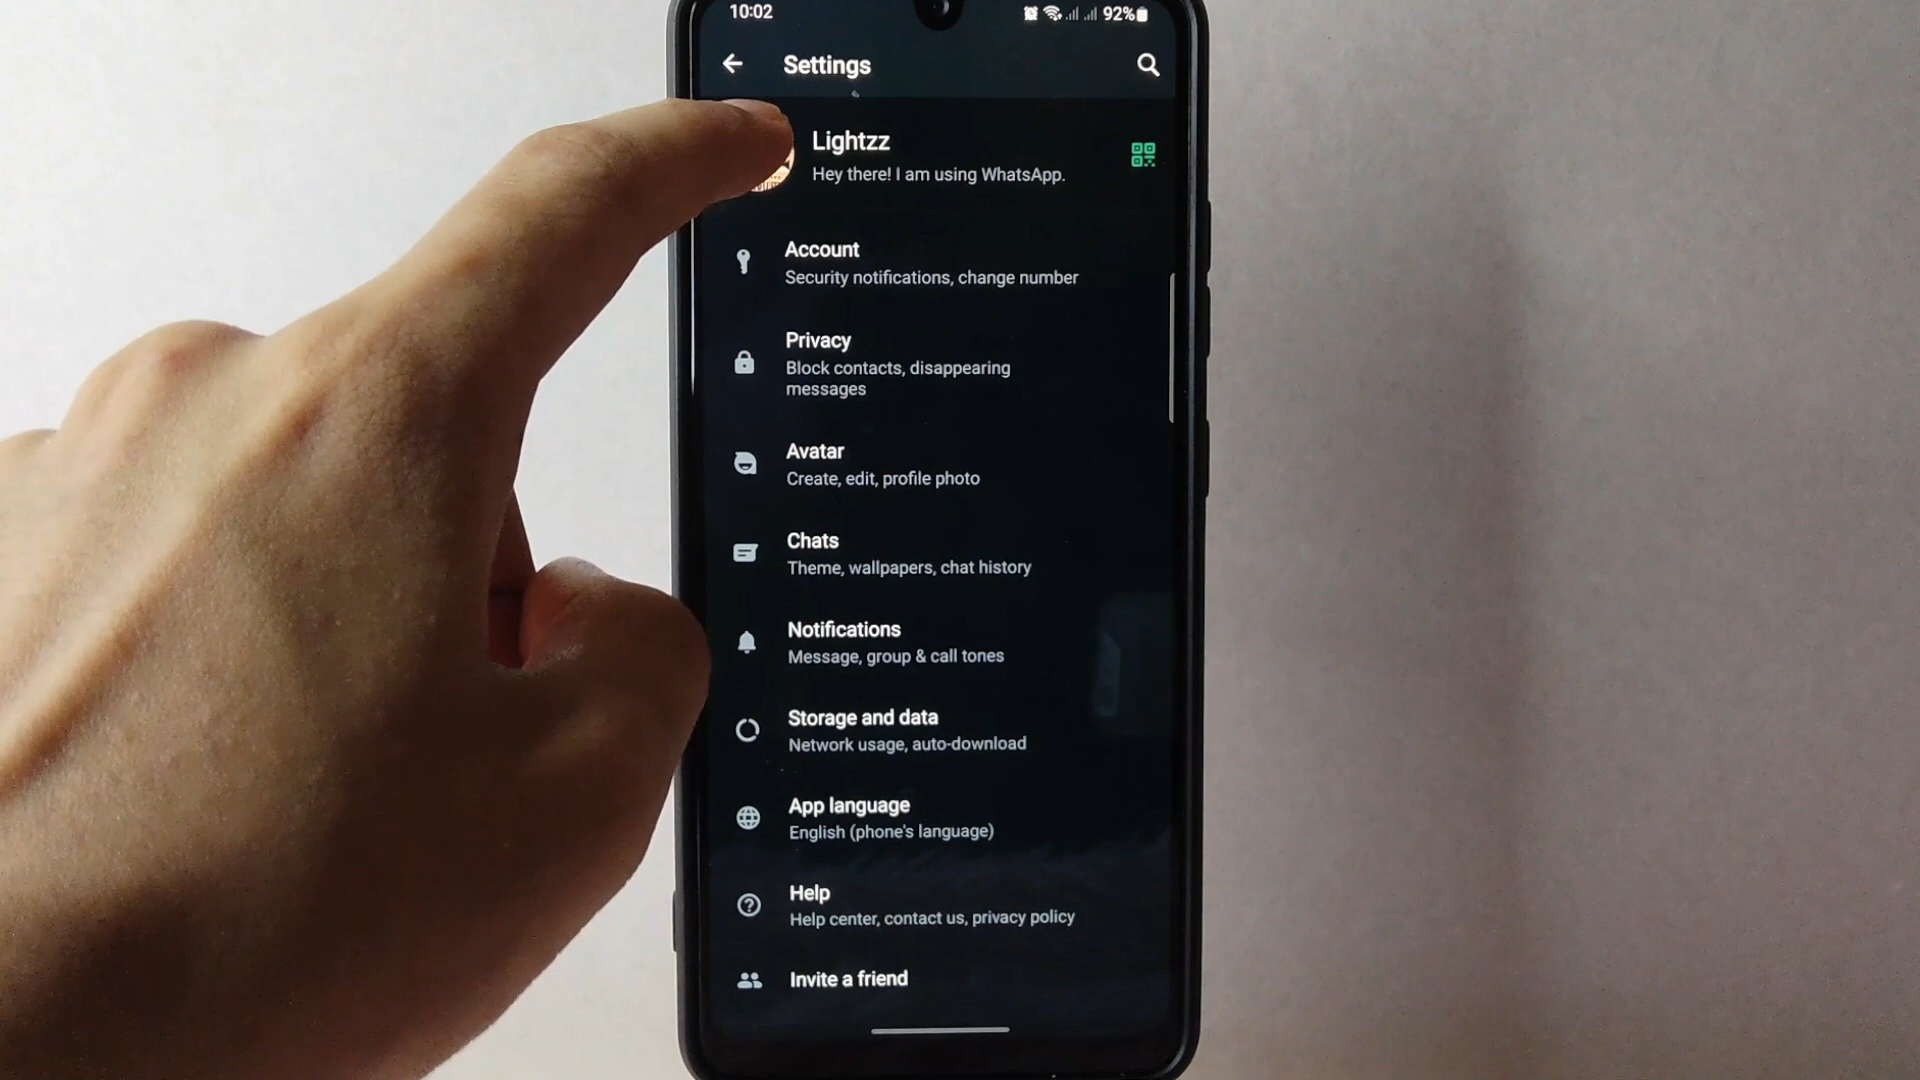 10:02
92%
Settings
Lightzz
Hey there! I am using WhatsApp.
Account
Security notifications, change number
Privacy
Block contacts, disappearing
messages
Avatar
Create, edit, profile photo
Chats
Theme, wallpapers, chat history
Notifications
Message, group & call tones
Storage and data
Network usage, auto-download
App language
English (phone's language)
Help
Help center, contact us, privacy policy
Invite a friend